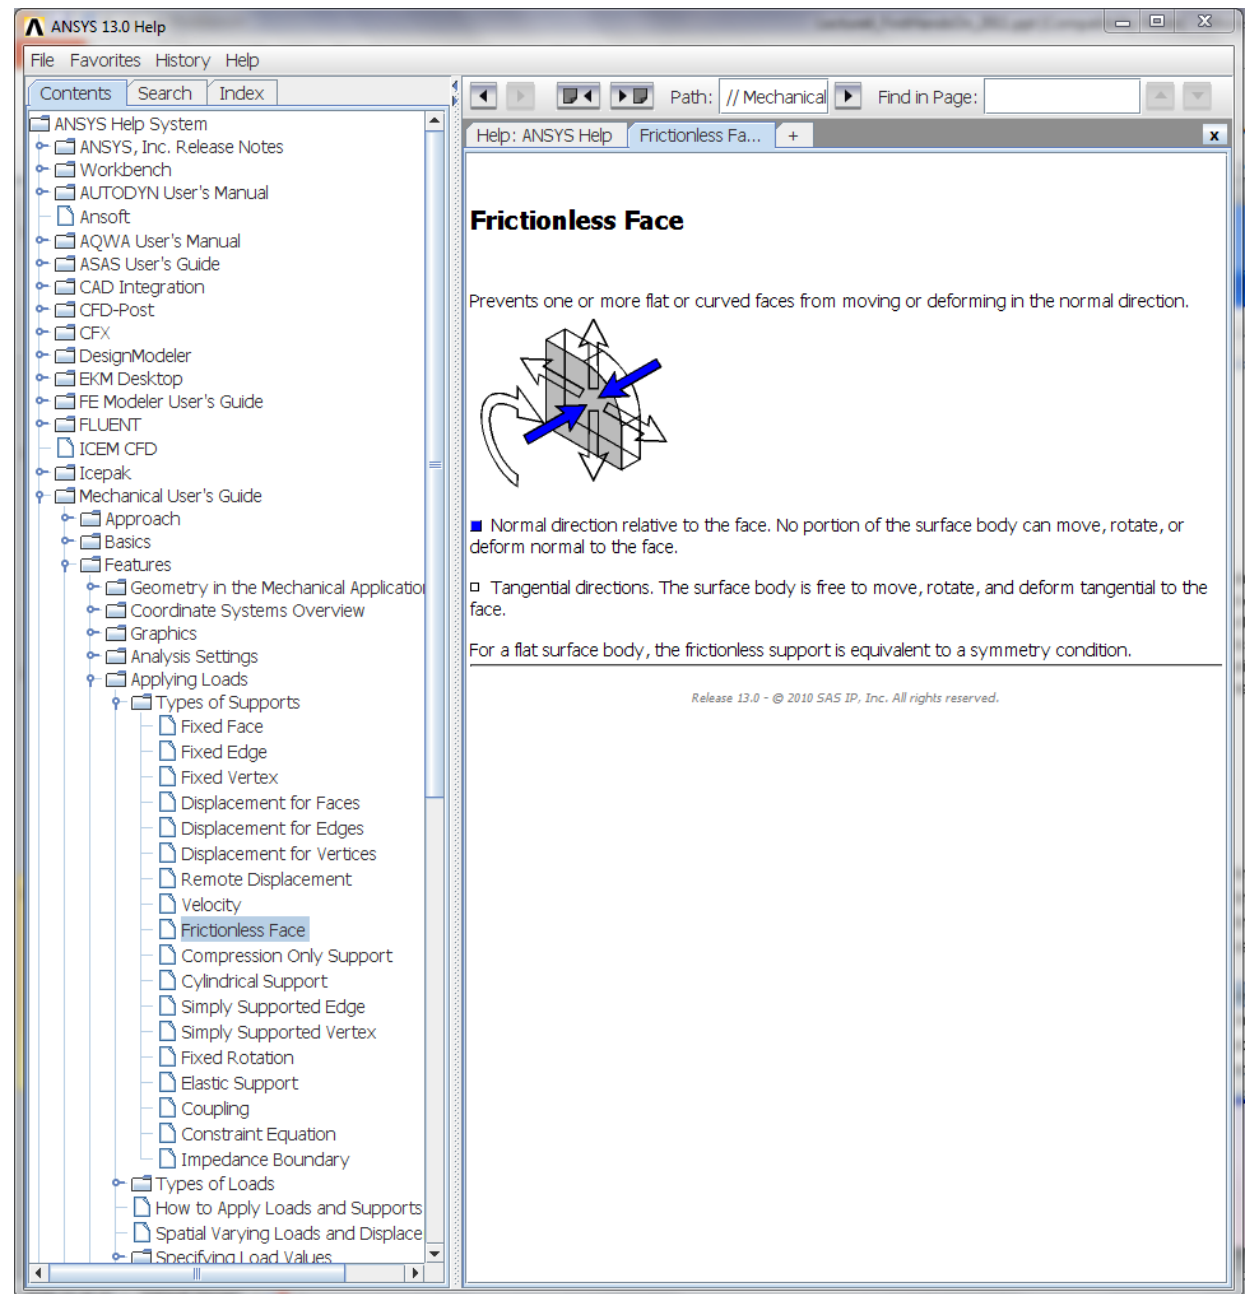 ANSYS 13.0 Help
File Favorites History Help
Contents Search Index
Path: // Mechanical Find in Page:
Help: ANSYS Help Frictionless Fa... + x
ANSYS Help System
ANSYS, Inc. Release Notes
Workbench
AUTODYN User's Manual
Ansoft
AQWA User's Manual
ASAS User's Guide
CAD Integration
CFD-Post
CFX
DesignModeler
EKM Desktop
FE Modeler User's Guide
FLUENT
ICEM CFD
Icepak
Mechanical User's Guide
Approach
Basics
Features
Geometry in the Mechanical Application
Coordinate Systems Overview
Graphics
Analysis Settings
Applying Loads
Types of Supports
Fixed Face
Fixed Edge
Fixed Vertex
Displacement for Faces
Displacement for Edges
Displacement for Vertices
Remote Displacement
Velocity
Frictionless Face
Compression Only Support
Cylindrical Support
Simply Supported Edge
Simply Supported Vertex
Fixed Rotation
Elastic Support
Coupling
Constraint Equation
Impedance Boundary
Types of Loads
How to Apply Loads and Supports
Spatial Varying Loads and Displace
Specifying Load Values
Frictionless Face
Prevents one or more flat or curved faces from moving or deforming in the normal direction.
Normal direction relative to the face. No portion of the surface body can move, rotate, or
deform normal to the face.
Tangential directions. The surface body is free to move, rotate, and deform tangential to the
face.
For a flat surface body, the frictionless support is equivalent to a symmetry condition.
Release 13.0 - © 2010 SAS IP, Inc. All rights reserved.